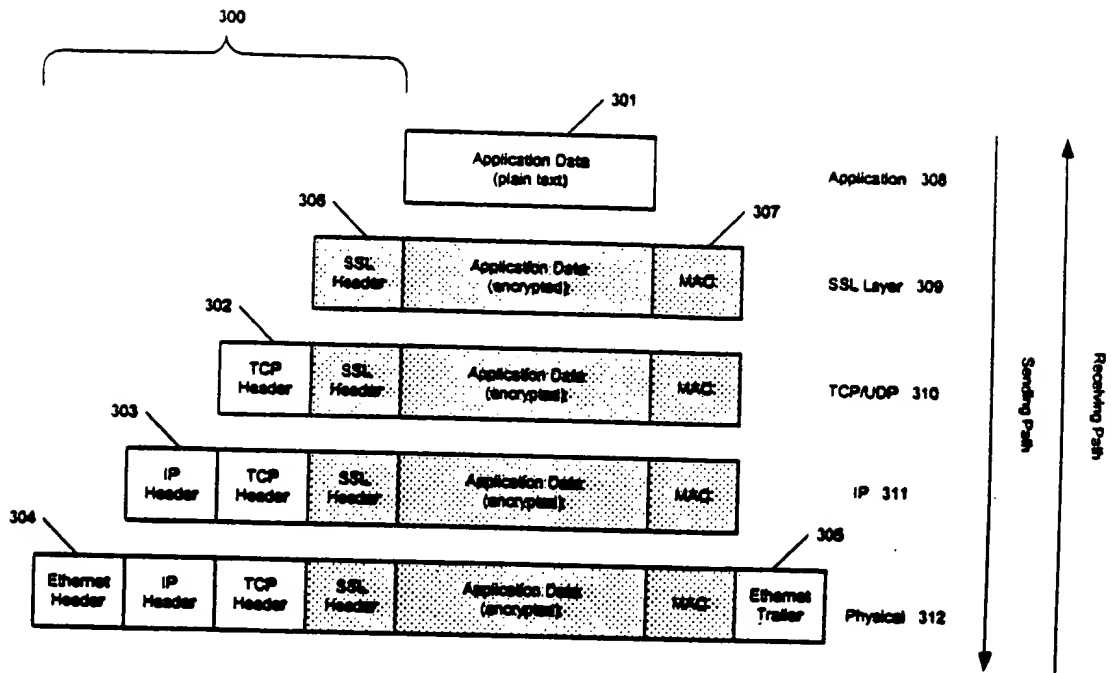 300
301
Application Data
(plain text)
Application 308
306
307
SSL
Header
Application Data
(encrypted)
MAC
SSL Layer 309
302
TCP
Header
SSL
Header
Application Data
(encrypted)
MAC
TCP/UDP 310
303
IP
Header
TCP
Header
SSL
Header
Application Data
(encrypted)
MAC
IP 311
304
305
Ethernet
Header
IP
Header
TCP
Header
SSL
Header
Application Data
(encrypted)
MAC
Ethernet
Trailer
Physical 312
Sending Path
Receiving Path